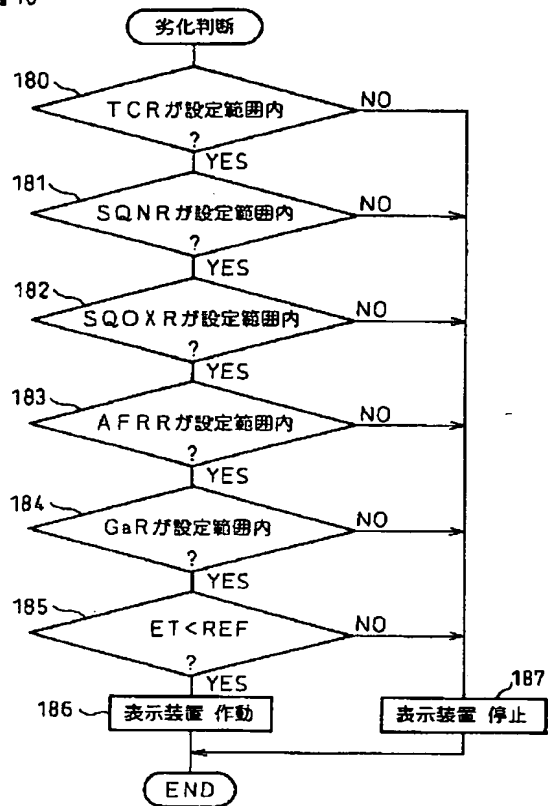 劣化判断
180
TCRが設定範囲内
?
NO
YES
181
SQNRが設定範囲内
?
NO
YES
182
SQOXRが設定範囲内
?
NO
YES
183
AFRRが設定範囲内
?
NO
YES
184
GaRが設定範囲内
?
NO
YES
185
ET<REF
?
NO
YES
186
表示装置 作動
187
表示装置 停止
END